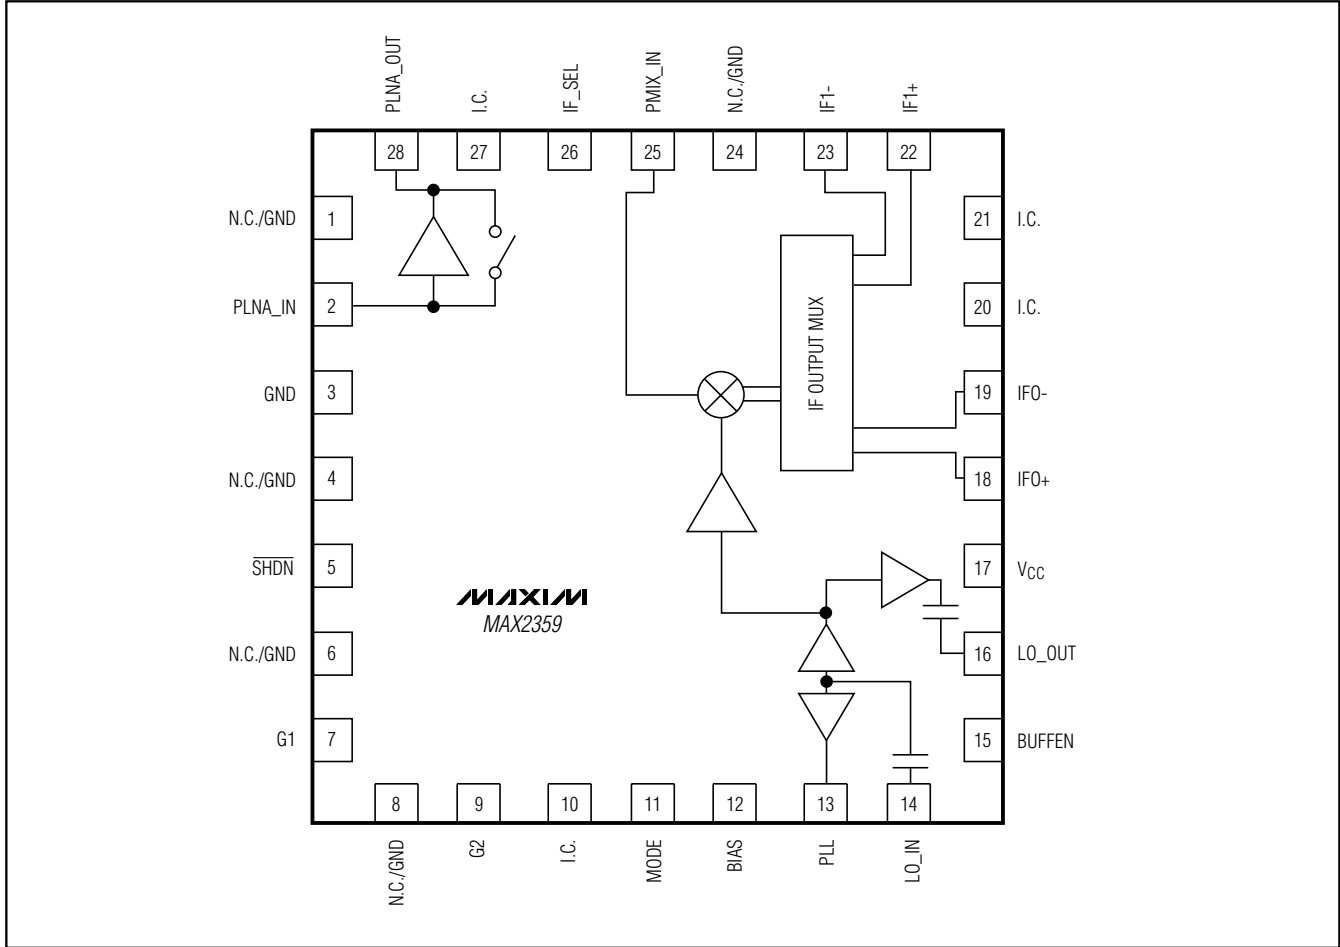 PLNA_OUT
I.C.
IF_SEL
PMIX_IN
N.C./GND
IF1-
IF1+
28
27
26
25
24
23
22
N.C./GND 1
21 I.C.
PLNA_IN 2
20 I.C.
IF OUTPUT MUX
GND 3
19 IF0-
N.C./GND 4
18 IF0+
SHDN 5
17 VCC
MAXIM
MAX2359
N.C./GND 6
16 LO_OUT
G1 7
15 BUFFEN
8
9
10
11
12
13
14
N.C./GND
G2
I.C.
MODE
BIAS
PLL
LO_IN